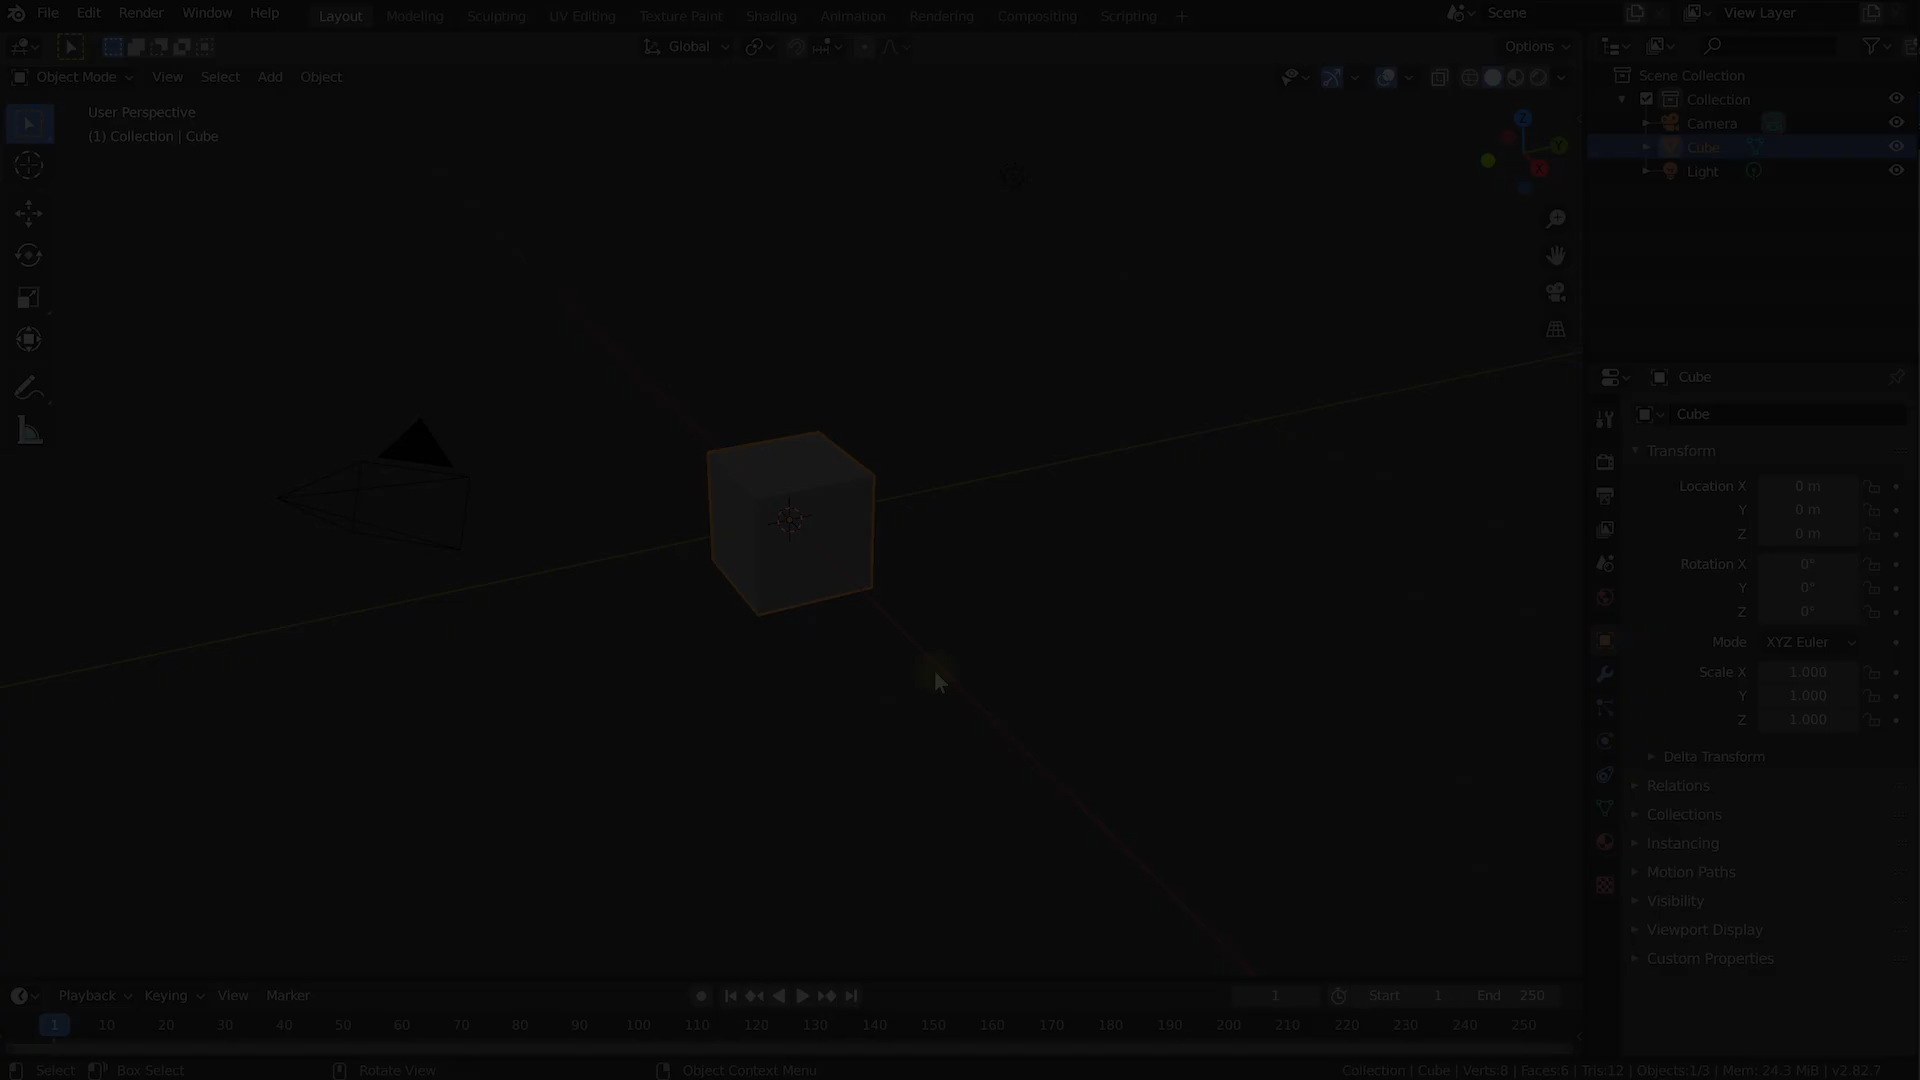 File Edit Render Window Help Layout Modeling Sculpting UV Editing Texture Paint Shading Animation Rendering Compositing Scripting + Scene View Layer
Global Options
Object Mode View Select Add Object
User Perspective
(1) Collection | Cube
Z
Y
X
Scene Collection
Collection
Camera
Cube
Light
Cube
Cube
Transform
Location X 0 m
Y 0 m
Z 0 m
Rotation X 0°
Y 0°
Z 0°
Mode XYZ Euler
Scale X 1.000
Y 1.000
Z 1.000
Delta Transform
Relations
Collections
Instancing
Motion Paths
Visibility
Viewport Display
Custom Properties
Playback Keying View Marker 1 Start 1 End 250
1 10 20 30 40 50 60 70 80 90 100 110 120 130 140 150 160 170 180 190 200 210 220 230 240 250
Select Box Select Rotate View Object Context Menu Collection | Cube | Verts:8 | Faces:6 | Tris:12 | Objects:1/3 | Mem: 24.3 MiB | v2.82.7